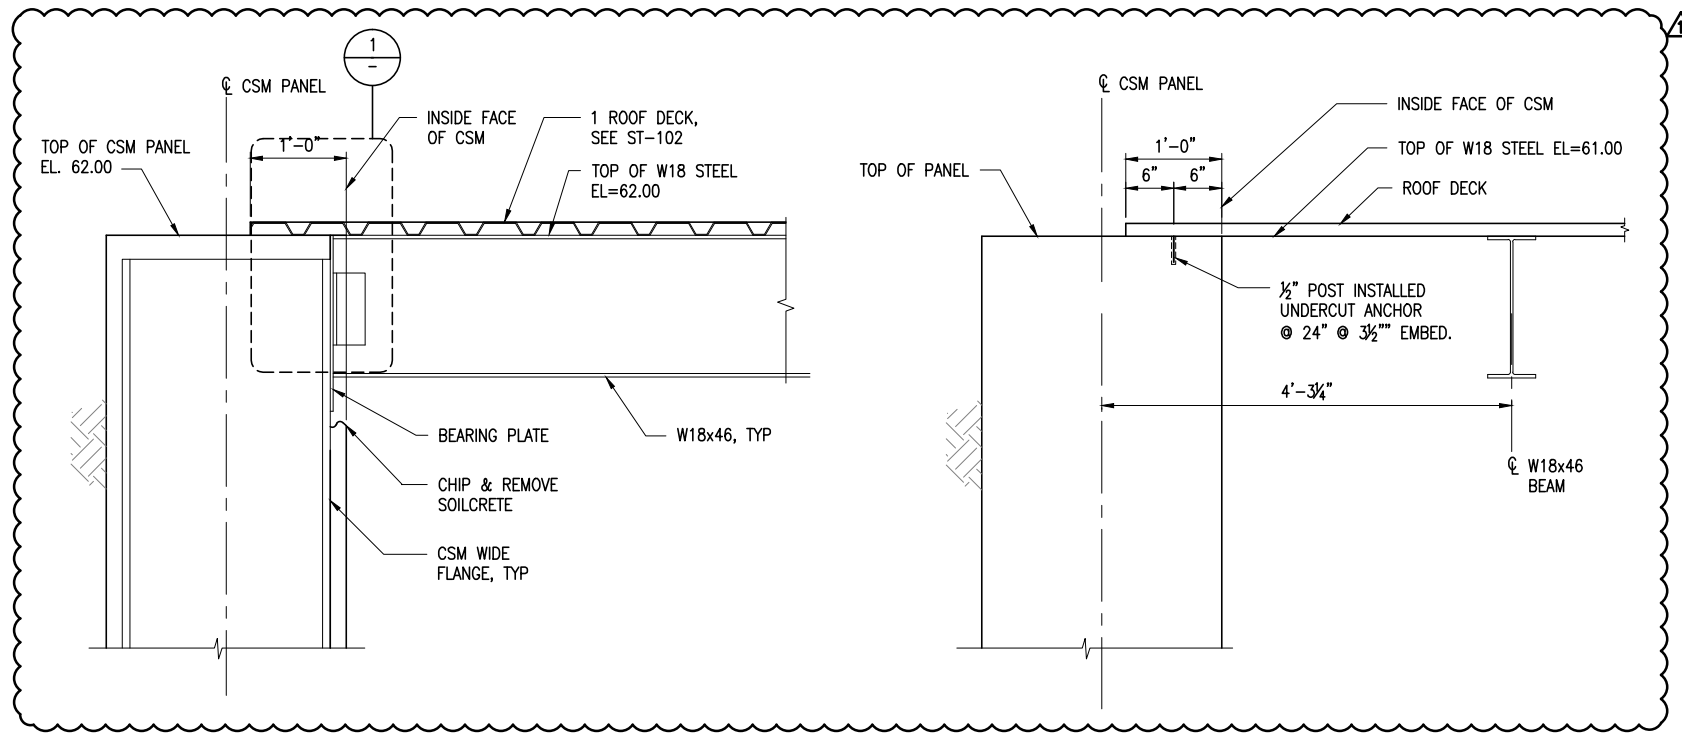 1
-
℄ CSM PANEL
TOP OF CSM PANEL
EL. 62.00
1'-0"
INSIDE FACE
OF CSM
1 ROOF DECK,
SEE ST-102
TOP OF W18 STEEL
EL=62.00
BEARING PLATE
W18x46, TYP
CHIP & REMOVE
SOILCRETE
CSM WIDE
FLANGE, TYP
℄ CSM PANEL
INSIDE FACE OF CSM
1'-0"
TOP OF W18 STEEL EL=61.00
TOP OF PANEL
6"
6"
ROOF DECK
½" POST INSTALLED
UNDERCUT ANCHOR
@ 24" @ 3½"" EMBED.
4'-3¼"
℄ W18x46
BEAM
1